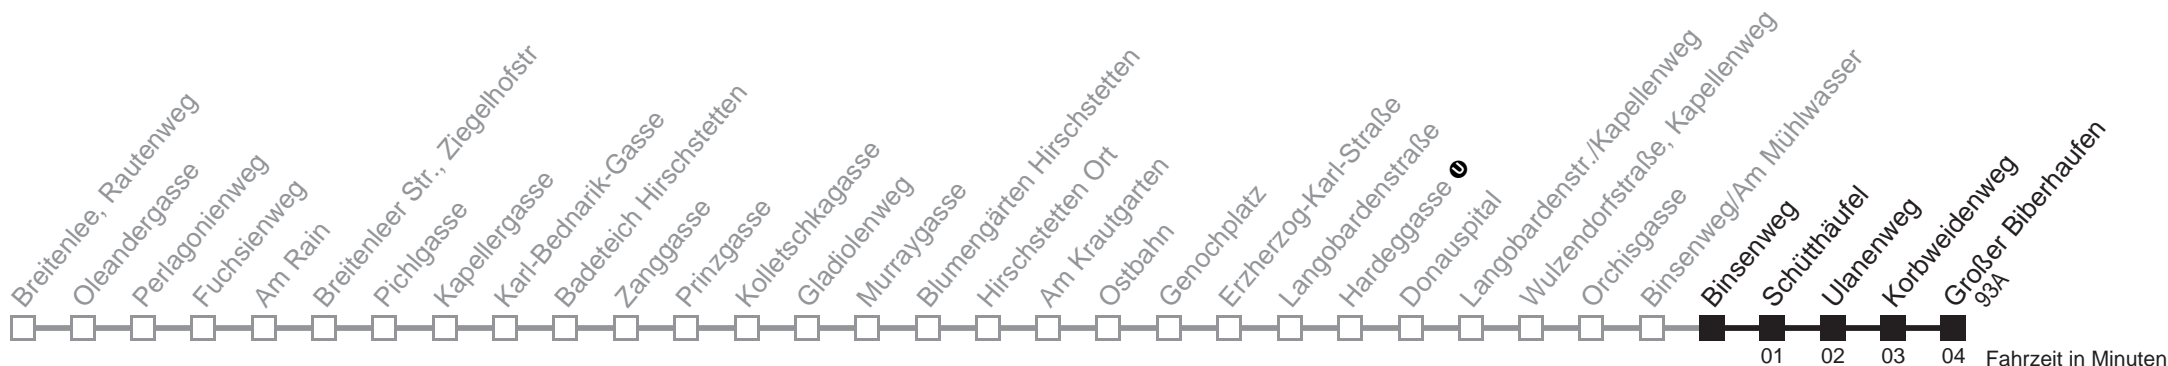 Breitenlee, Rautenweg
Oleandergasse
Perlagonienweg
Fuchsienweg
Am Rain
Breitenleer Str., Ziegelhofstr
Pichlgasse
Kapellergasse
Karl-Bednarik-Gasse
Badeteich Hirschstetten
Zanggasse
Prinzgasse
Kolletschkagasse
Gladiolenweg
Murraygasse
Blumengärten Hirschstetten
Hirschstetten Ort
Am Krautgarten
Ostbahn
Genochplatz
Erzherzog-Karl-Straße
Langobardenstraße
Hardeggasse U
Donauspital
Langobardenstr./Kapellenweg
Wulzendorfstraße, Kapellenweg
Orchisgasse
Binsenweg/Am Mühlwasser
Binsenweg
Schütthäufel
Ulanenweg
Korbweidenweg
Großer Biberhaufen
93A
01 02 03 04 Fahrzeit in Minuten